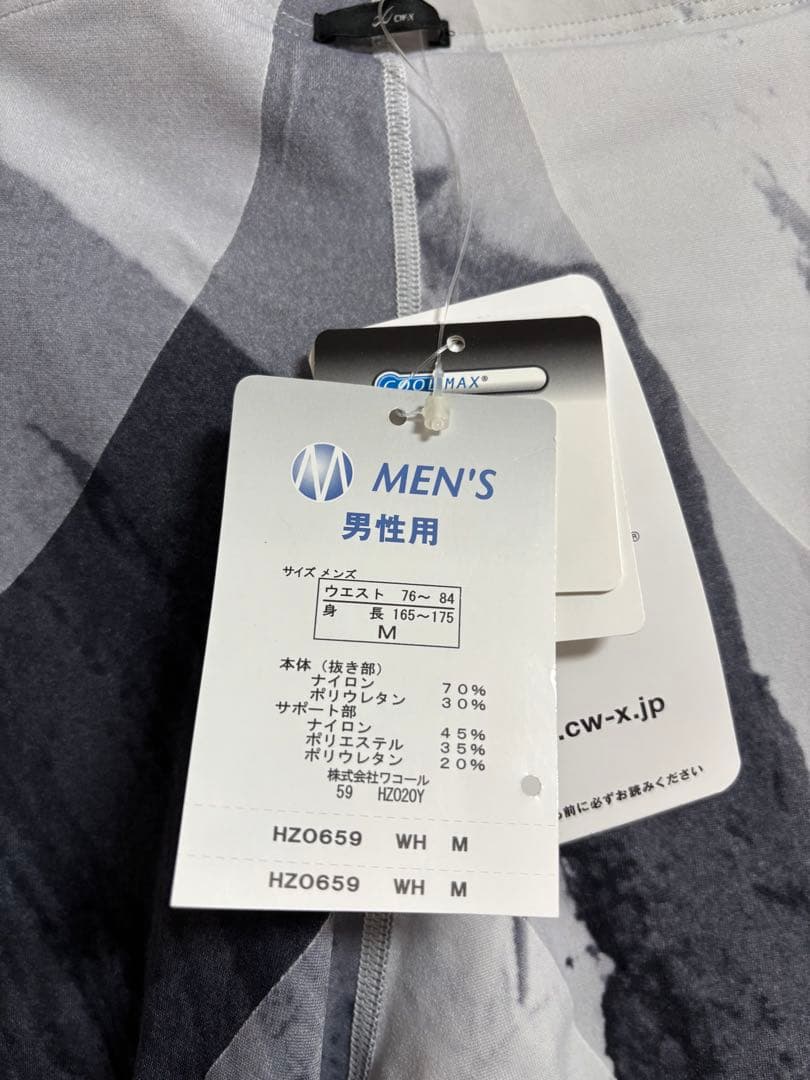 CW-X
COOLMAX®
MEN'S
男性用
サイズ メンズ
ウエスト 76～ 84
身 長 165～175
M
本体（抜き部）
ナイロン 70%
ポリウレタン 30%
サポート部
ナイロン 45%
ポリエステル 35%
ポリウレタン 20%
株式会社ワコール
59 HZ020Y
HZO659 WH M
HZO659 WH M
®
.cw-x.jp
前に必ずお読みください